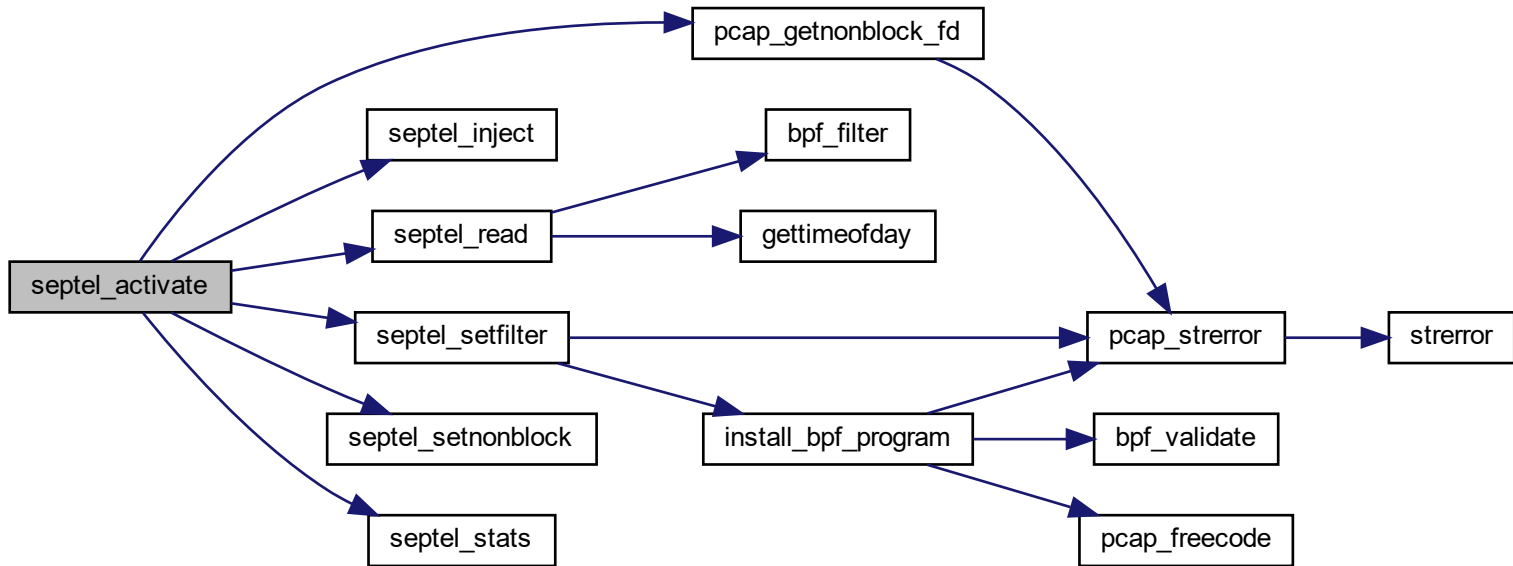 pcap_getnonblock_fd
septel_inject
bpf_filter
septel_read
gettimeofday
septel_activate
septel_setfilter
pcap_strerror
strerror
septel_setnonblock
install_bpf_program
bpf_validate
septel_stats
pcap_freecode